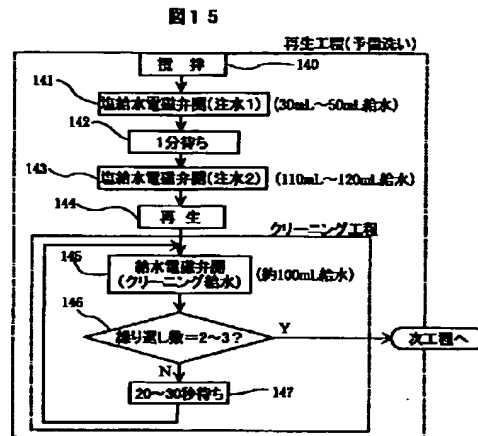 図15
再生工程(予備洗い)
攪拌
140
141
塩給水電磁弁開(注水1)
(30mL~50mL給水)
142
1分待ち
143
塩給水電磁弁開(注水2)
(110mL~120mL給水)
144
再生
クリーニング工程
145
給水電磁弁開
(クリーニング給水)
(約100mL給水)
146
繰り返し数=2~3?
Y
次工程へ
N
20~30秒待ち
147